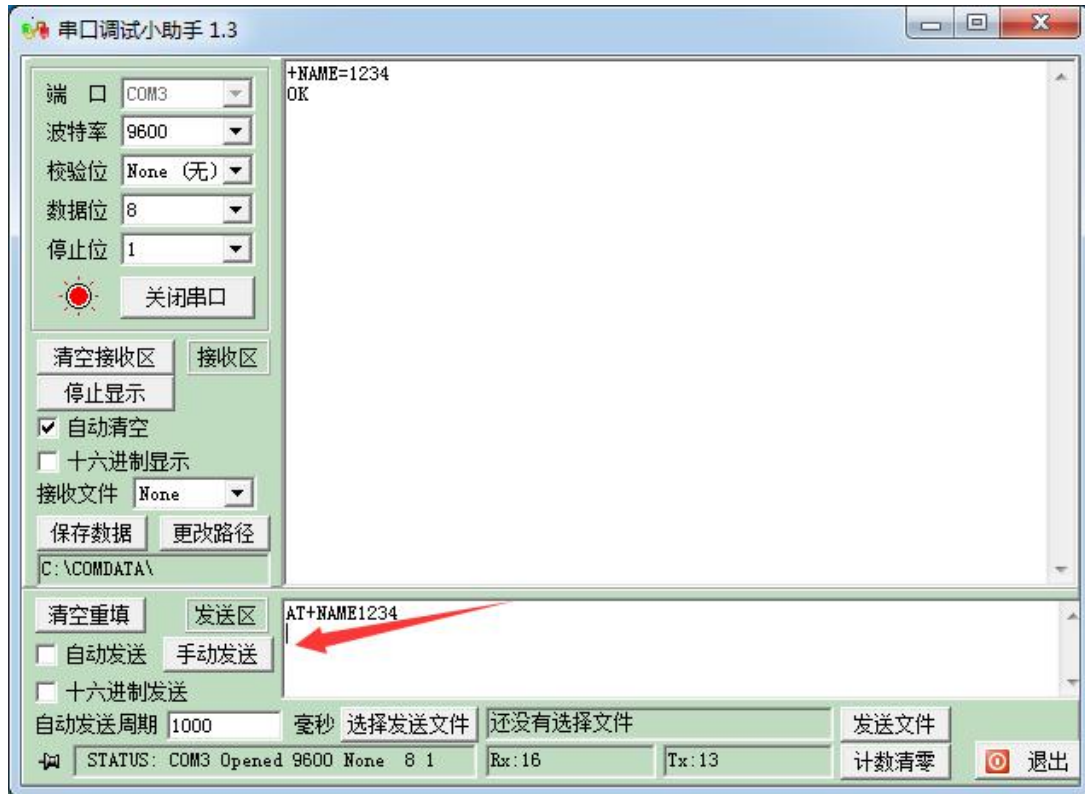 串口调试小助手 1.3
端 口 COM3
波特率 9600
校验位 None (无)
数据位 8
停止位 1
关闭串口
清空接收区 接收区
停止显示
自动清空
十六进制显示
接收文件 None
保存数据 更改路径
C:\COMDATA\
+NAME=1234
OK
清空重填 发送区
自动发送 手动发送
十六进制发送
AT+NAME1234
自动发送周期 1000 毫秒 选择发送文件 还没有选择文件 发送文件
STATUS: COM3 Opened 9600 None 8 1 Rx:16 Tx:13 计数清零 退出